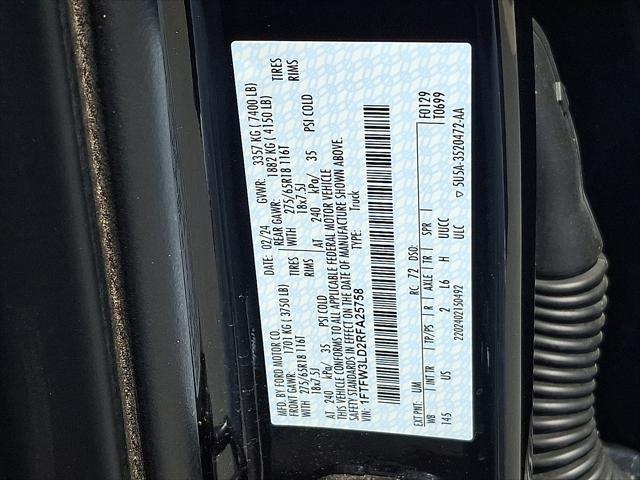 MFD. BY FORD MOTOR CO.
DATE: 02/24
GVWR: 3357 KG ( 7400 LB)
FRONT GAWR: 1701 KG ( 3750 LB)
REAR GAWR: 1882 KG ( 4150 LB)
WITH 275/65R18 116T TIRES
WITH 275/65R18 116T TIRES
18x7.5J RIMS
18x7.5J RIMS
AT 240 kPa/ 35 PSI COLD
AT 240 kPa/ 35 PSI COLD
THIS VEHICLE CONFORMS TO ALL APPLICABLE FEDERAL MOTOR VEHICLE
SAFETY STANDARDS IN EFFECT ON THE DATE OF MANUFACTURE SHOWN ABOVE.
VIN: 1FTFW3LD2RFA25758
TYPE: Truck
F0129
T0699
EXT PNT: UM RC: 72 DSO:
WB INT TR TP/PS R AXLE TR SPR
145 US 2 L6 H UUCC
2202402150492 ULC
▽ 5U5A-3520472-AA